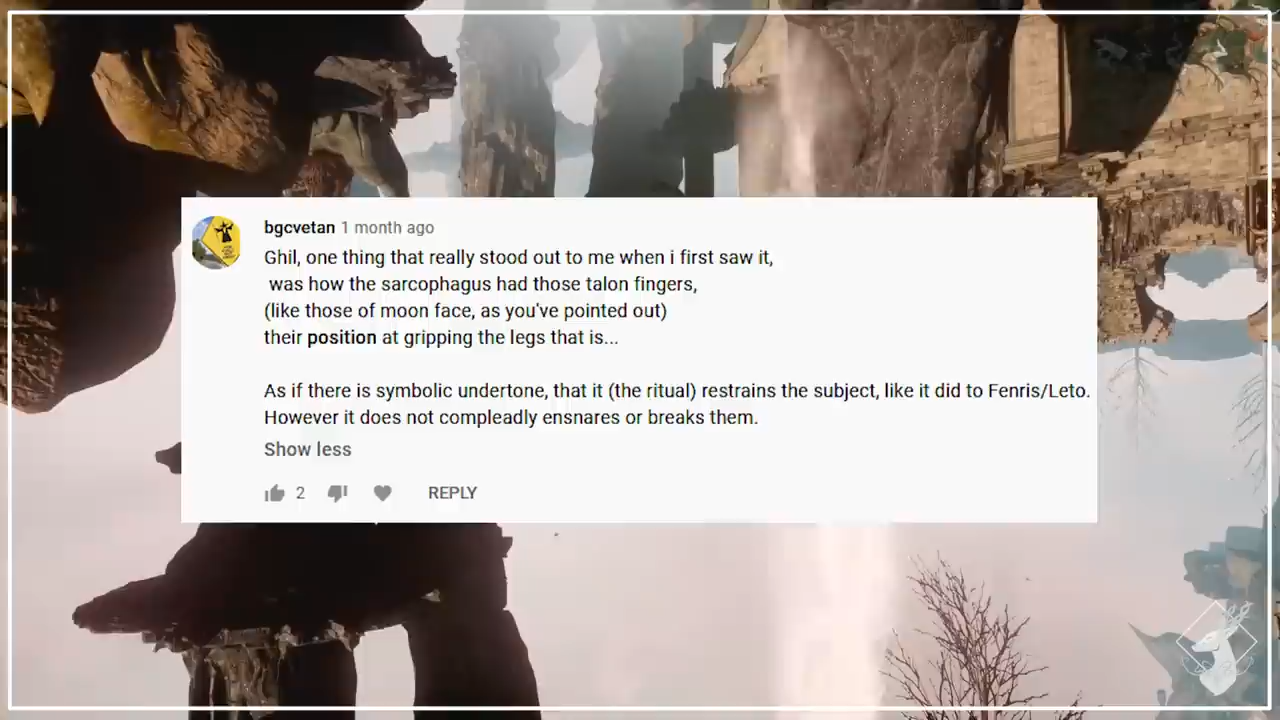 bgcvetan 1 month ago
Ghil, one thing that really stood out to me when i first saw it,
was how the sarcophagus had those talon fingers,
(like those of moon face, as you've pointed out)
their position at gripping the legs that is...
As if there is symbolic undertone, that it (the ritual) restrains the subject, like it did to Fenris/Leto.
However it does not compleadly ensnares or breaks them.
Show less
2 REPLY